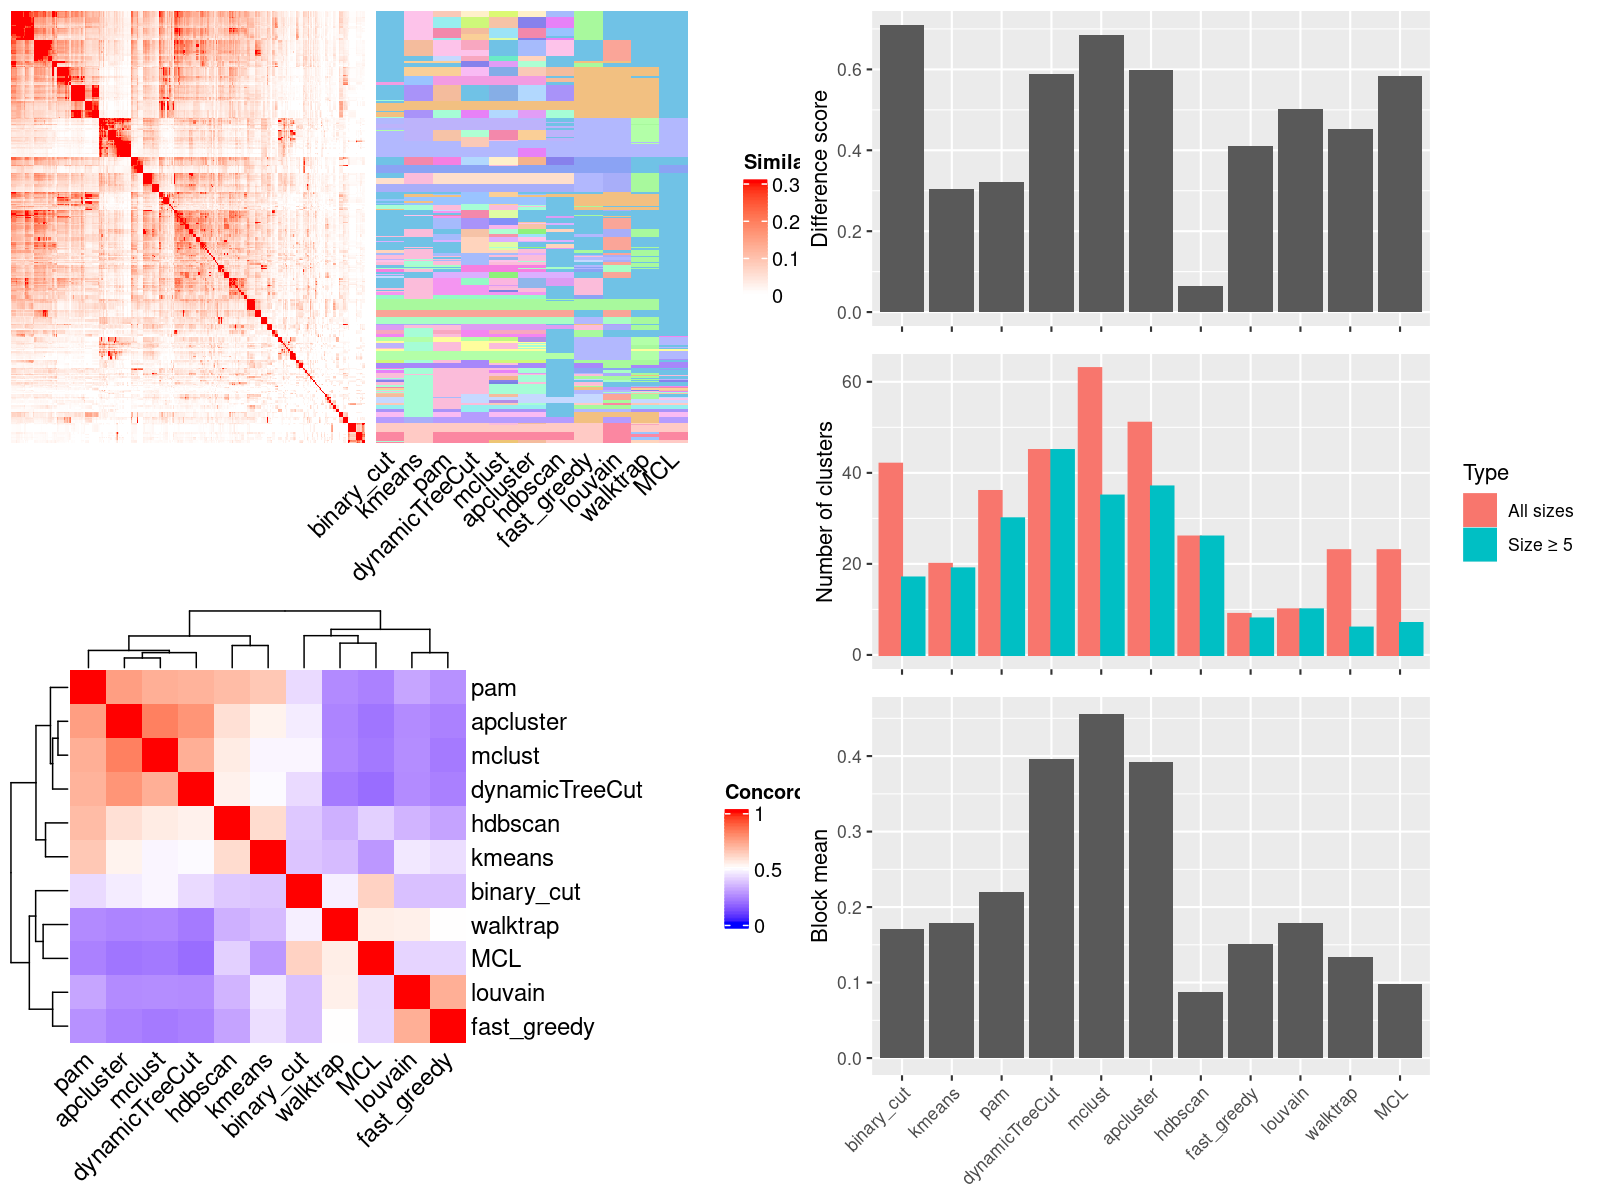 Simila
0.3
0.2
0.1
0
binary_cut
kmeans
pam
dynamicTreeCut
mclust
apcluster
hdbscan
fast_greedy
louvain
walktrap
MCL
pam
apcluster
mclust
dynamicTreeCut
hdbscan
kmeans
binary_cut
walktrap
MCL
louvain
fast_greedy
pam
apcluster
mclust
dynamicTreeCut
hdbscan
kmeans
binary_cut
walktrap
MCL
louvain
fast_greedy
Concord
1
0.5
0
Difference score
0.6
0.4
0.2
0.0
Number of clusters
60
40
20
0
Type
All sizes
Size ≥ 5
Block mean
0.4
0.3
0.2
0.1
0.0
binary_cut
kmeans
pam
dynamicTreeCut
mclust
apcluster
hdbscan
fast_greedy
louvain
walktrap
MCL